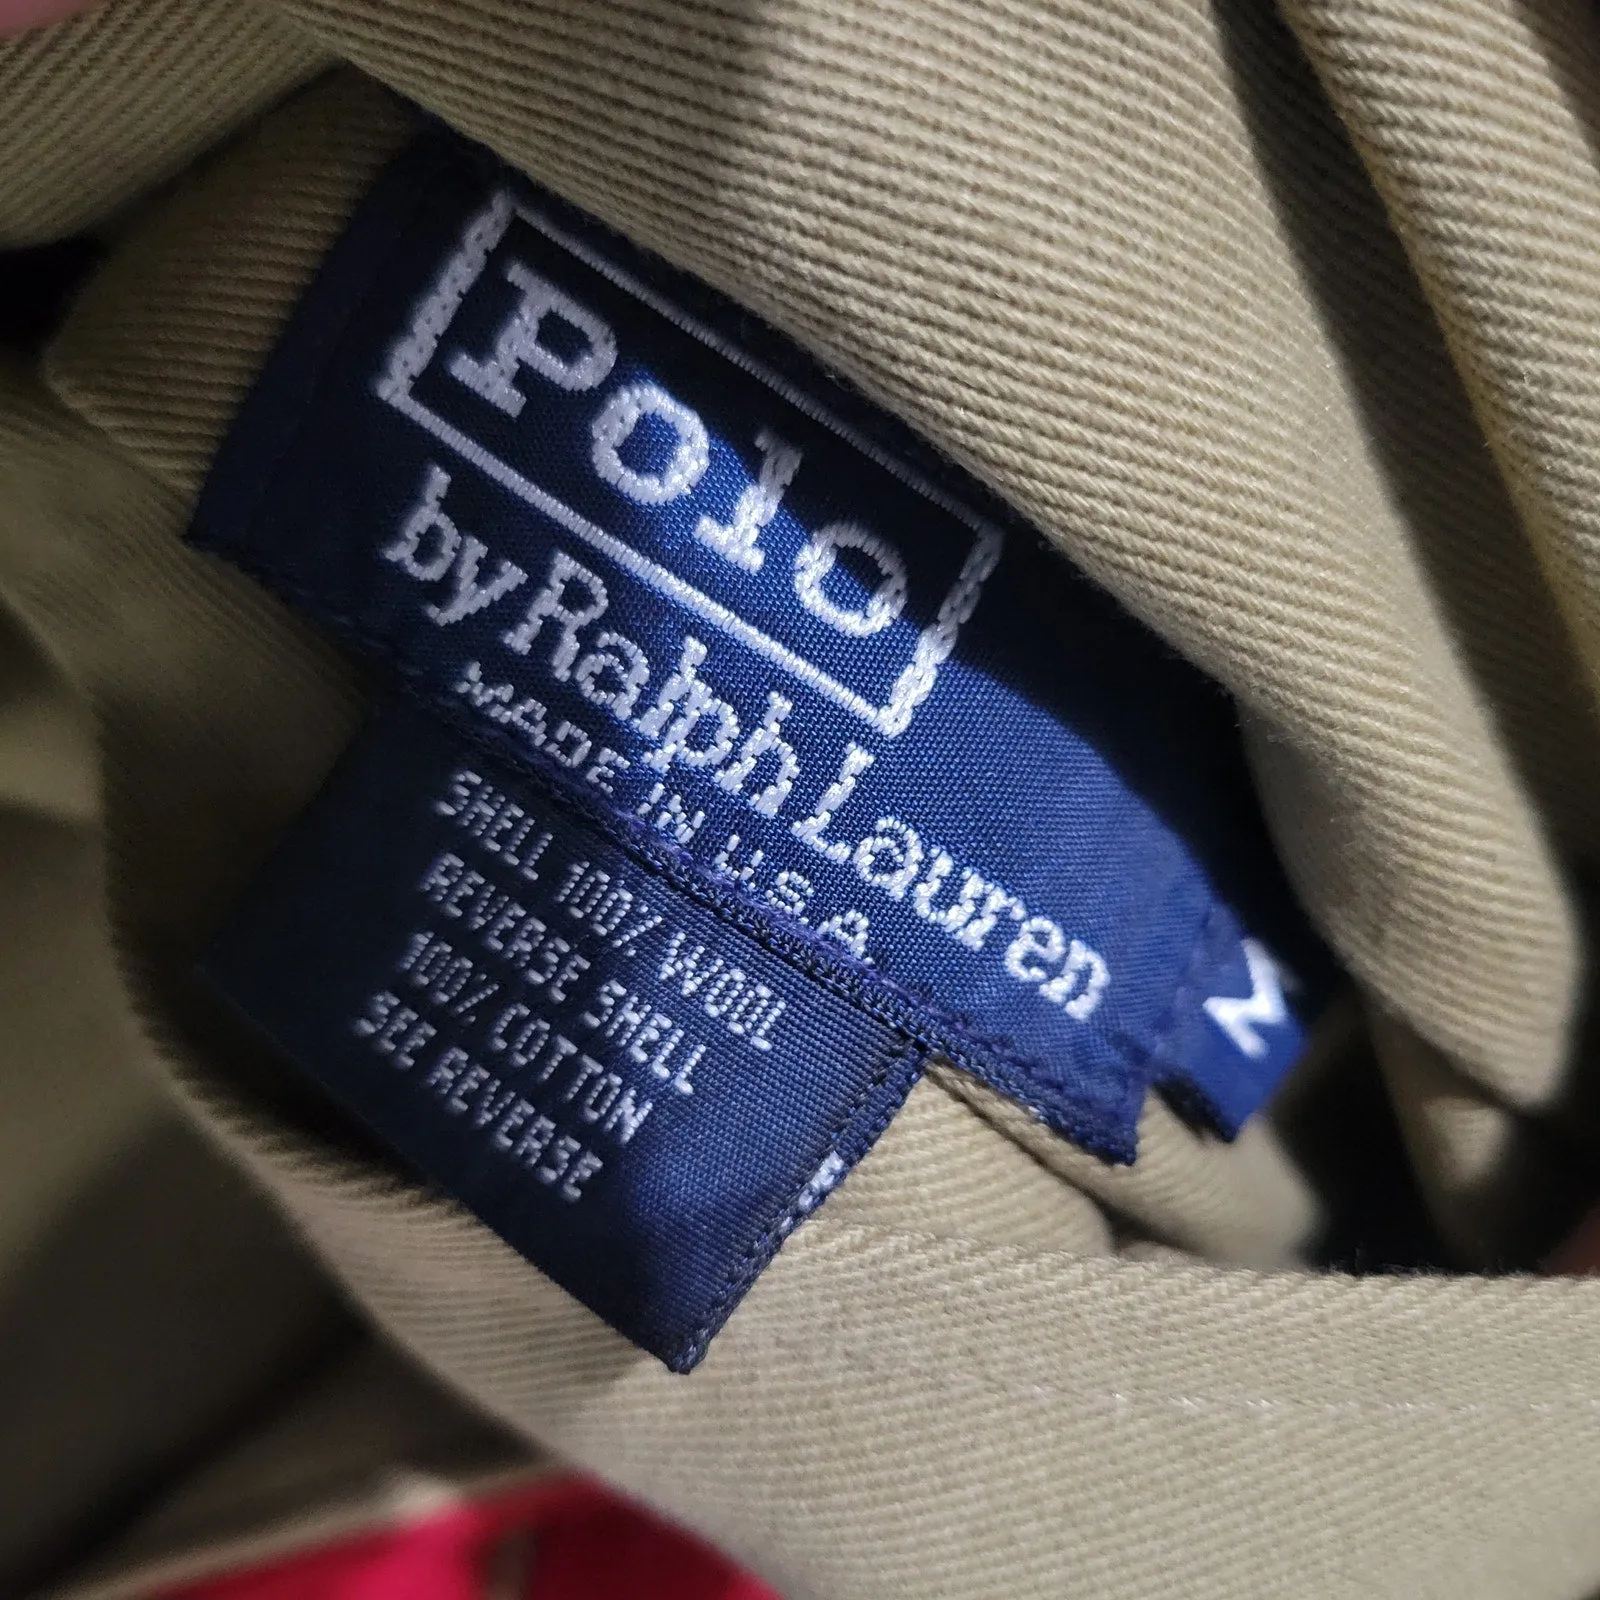 Polo
by Ralph Lauren
MADE IN U.S.A.
M
SHELL 100% WOOL
REVERSE SHELL
100% COTTON
SEE REVERSE